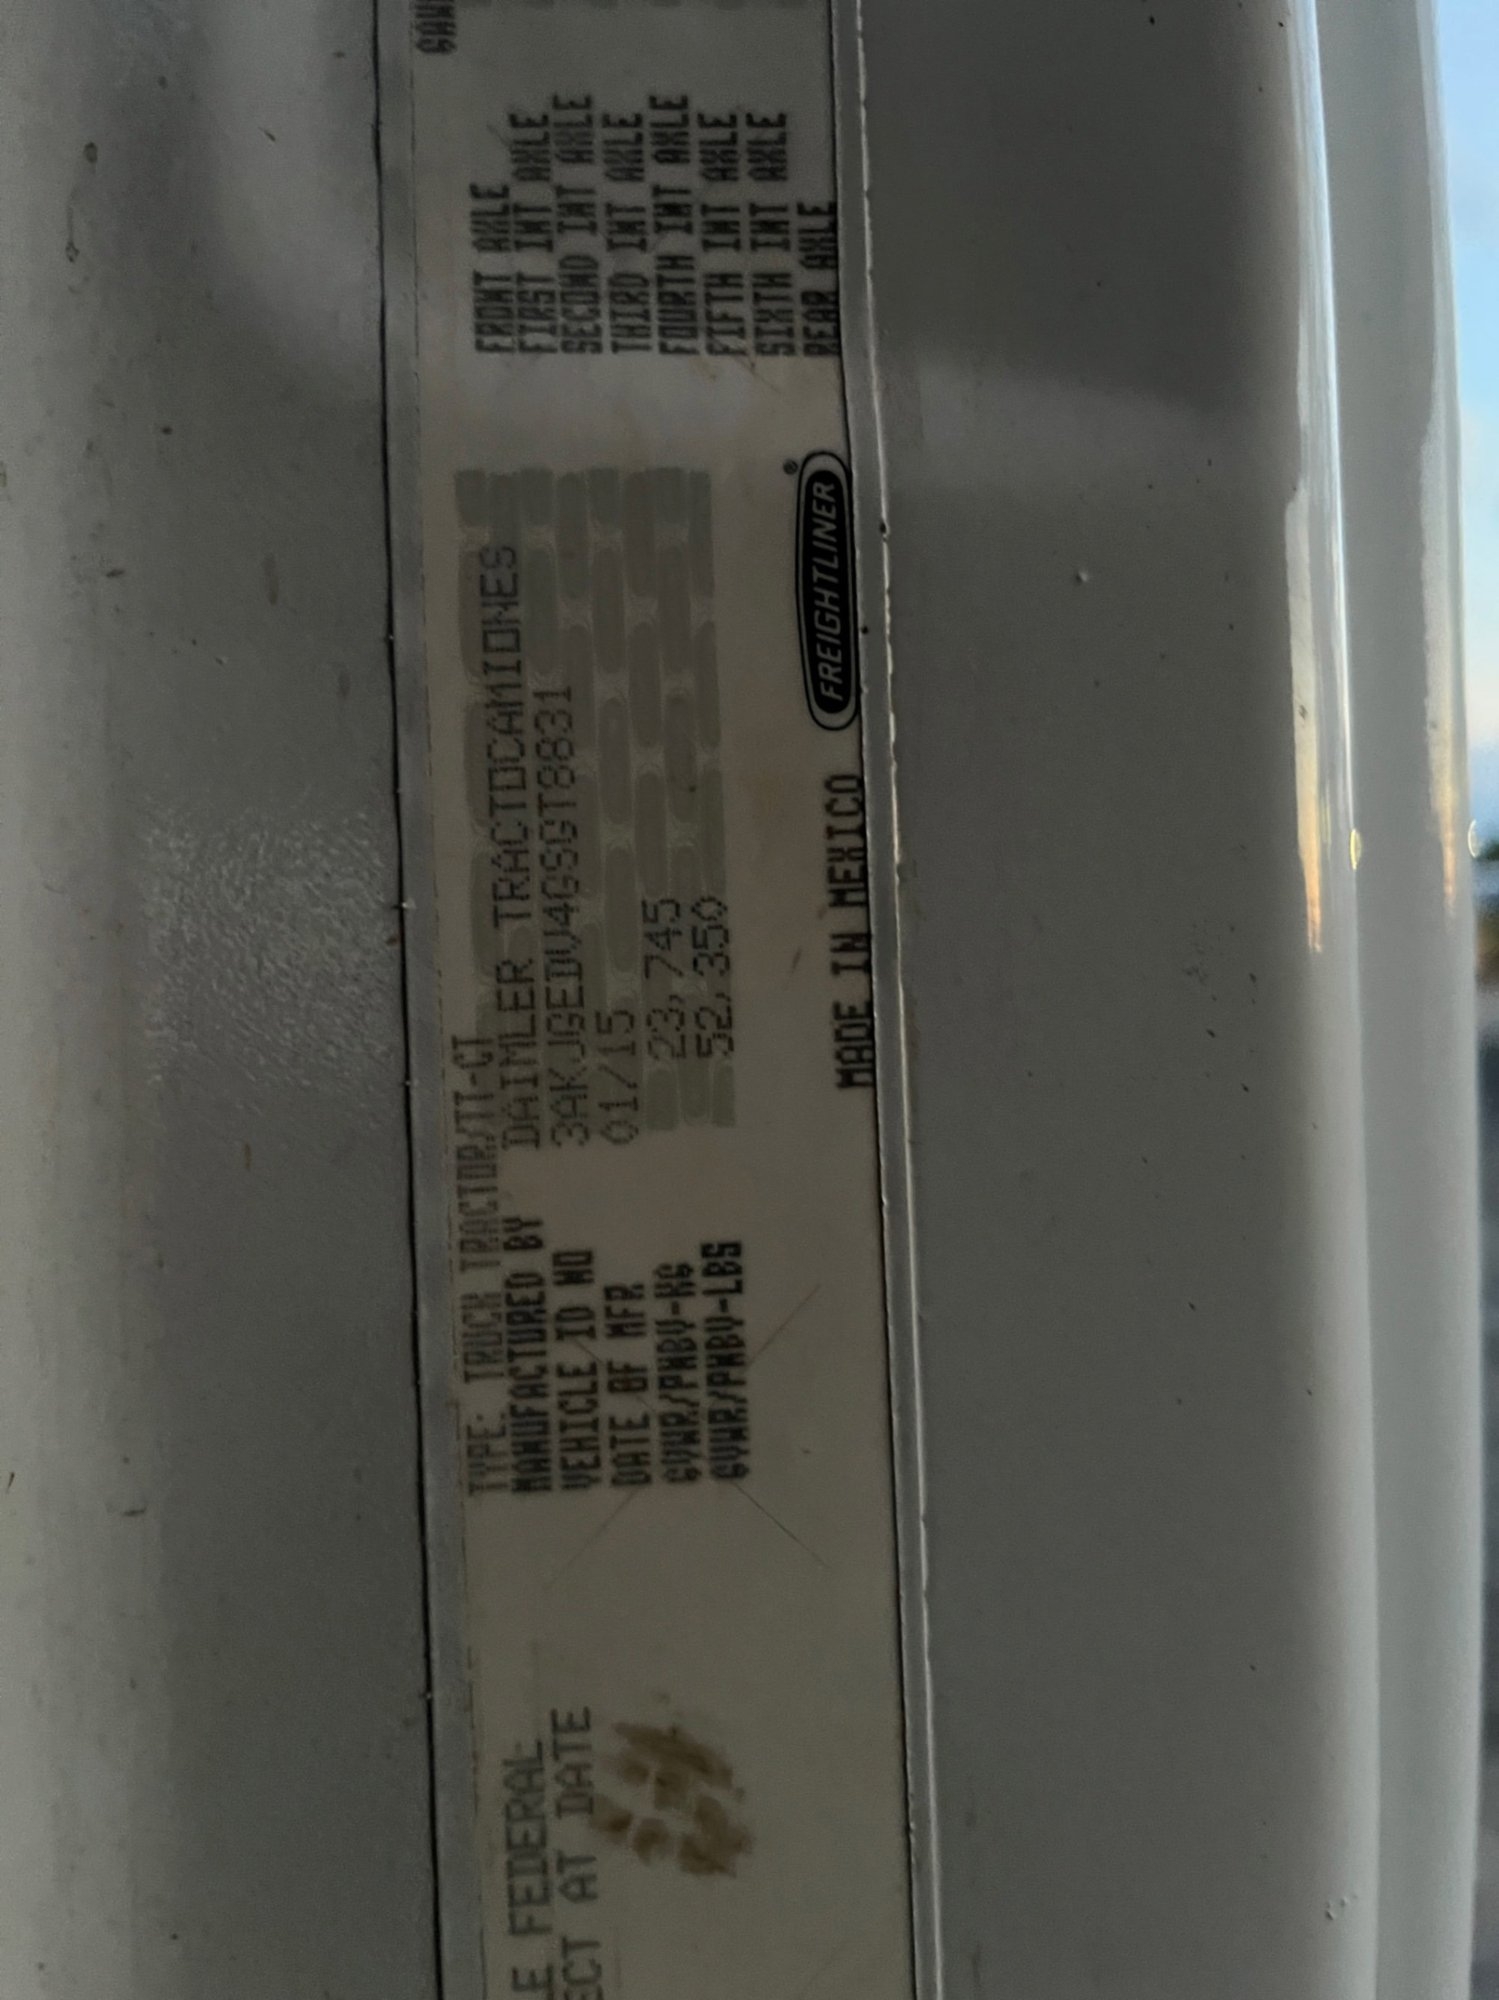 LE FEDERAL
ECT AT DATE
TYPE: TRUCK TRACTOR/TT-CT
MANUFACTURED BY DAIMLER TRACTOCAMIONES
VEHICLE ID NO 3AKJGEDV4GSGT8831
DATE OF MFR 01/15
GVWR/PNBV-KG 23,745
GVWR/PNBV-LBS 52,350
MADE IN MEXICO
FREIGHTLINER®
FRONT AXLE
FIRST INT AXLE
SECOND INT AXLE
THIRD INT AXLE
FOURTH INT AXLE
FIFTH INT AXLE
SIXTH INT AXLE
REAR AXLE